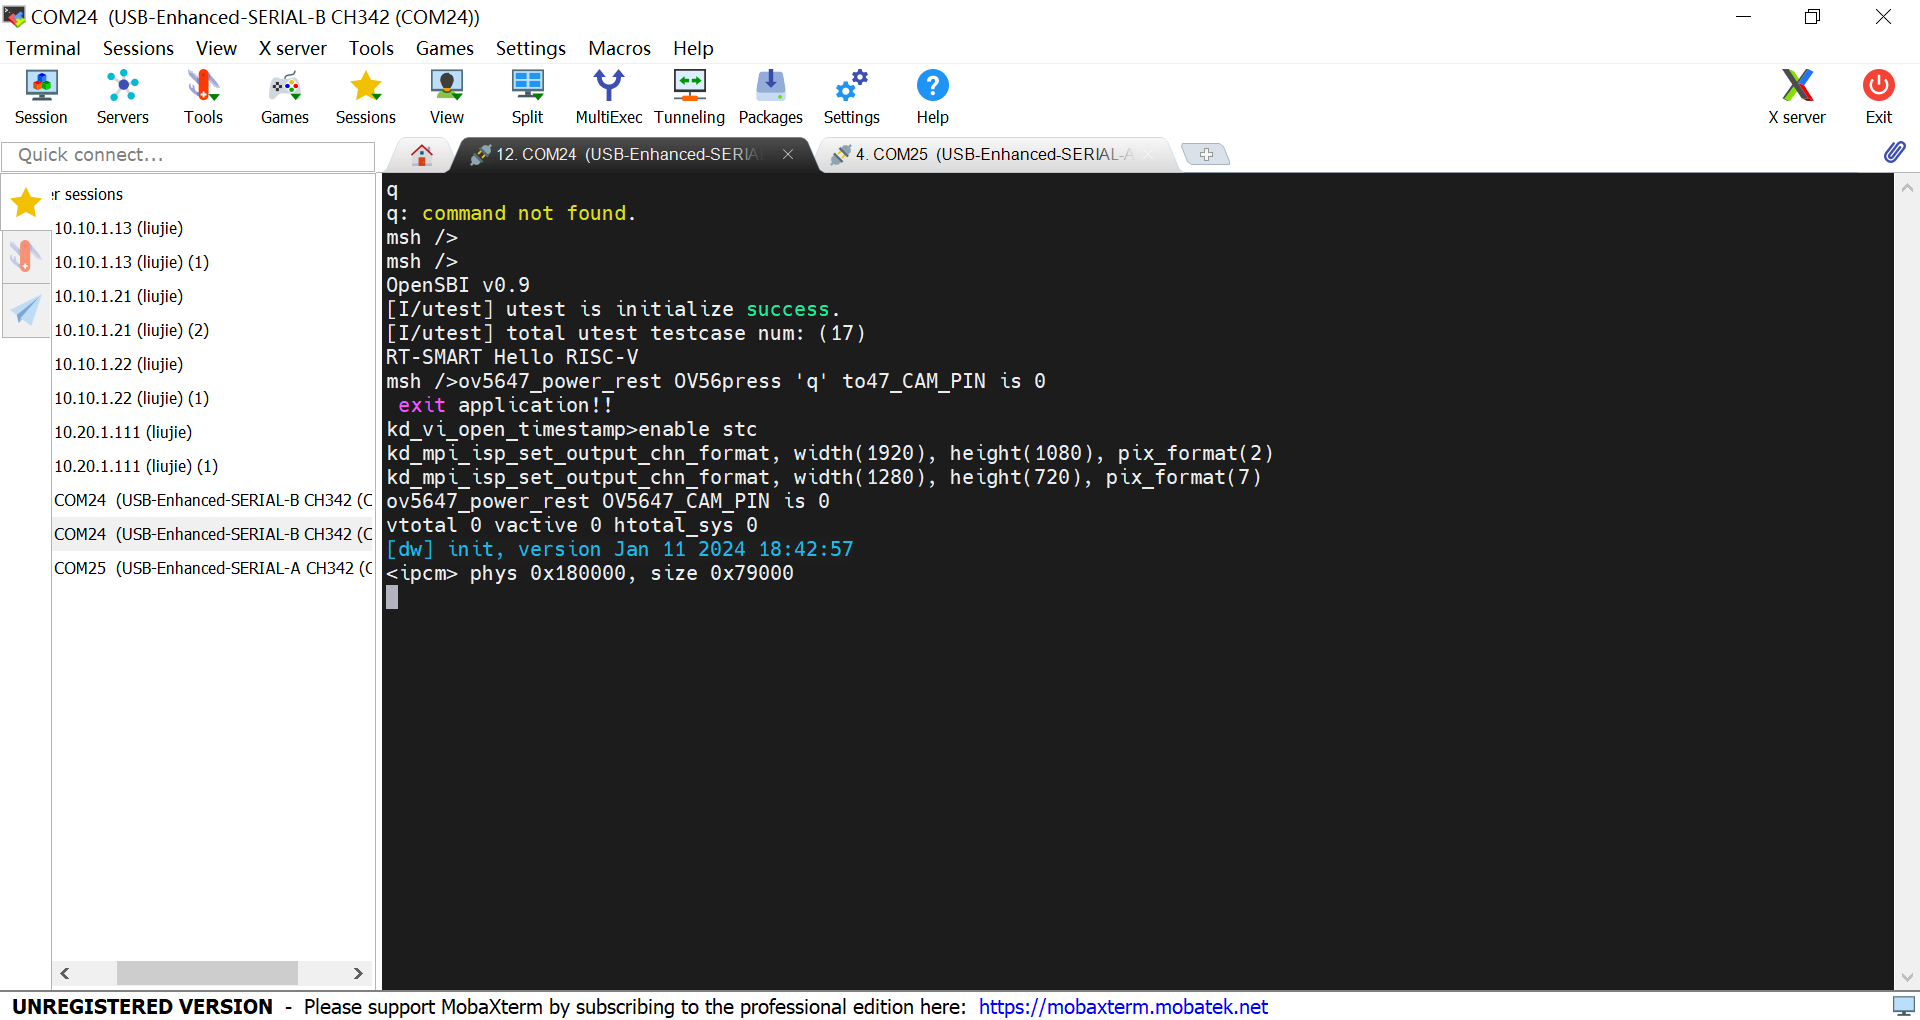 COM24 (USB-Enhanced-SERIAL-B CH342 (COM24))
Terminal Sessions View X server Tools Games Settings Macros Help
Session Servers Tools Games Sessions View Split MultiExec Tunneling Packages Settings Help X server Exit
Quick connect...
12. COM24 (USB-Enhanced-SERIA
4. COM25 (USB-Enhanced-SERIAL-A
er sessions
10.10.1.13 (liujie)
10.10.1.13 (liujie) (1)
10.10.1.21 (liujie)
10.10.1.21 (liujie) (2)
10.10.1.22 (liujie)
10.10.1.22 (liujie) (1)
10.20.1.111 (liujie)
10.20.1.111 (liujie) (1)
COM24 (USB-Enhanced-SERIAL-B CH342 (C
COM24 (USB-Enhanced-SERIAL-B CH342 (C
COM25 (USB-Enhanced-SERIAL-A CH342 (C
q
q: command not found.
msh />
msh />
OpenSBI v0.9
[I/utest] utest is initialize success.
[I/utest] total utest testcase num: (17)
RT-SMART Hello RISC-V
msh />ov5647_power_rest OV56press 'q' to47_CAM_PIN is 0
exit application!!
kd_vi_open_timestamp>enable stc
kd_mpi_isp_set_output_chn_format, width(1920), height(1080), pix_format(2)
kd_mpi_isp_set_output_chn_format, width(1280), height(720), pix_format(7)
ov5647_power_rest OV5647_CAM_PIN is 0
vtotal 0 vactive 0 htotal_sys 0
[dw] init, version Jan 11 2024 18:42:57
<ipcm> phys 0x180000, size 0x79000
UNREGISTERED VERSION - Please support MobaXterm by subscribing to the professional edition here: https://mobaxterm.mobatek.net